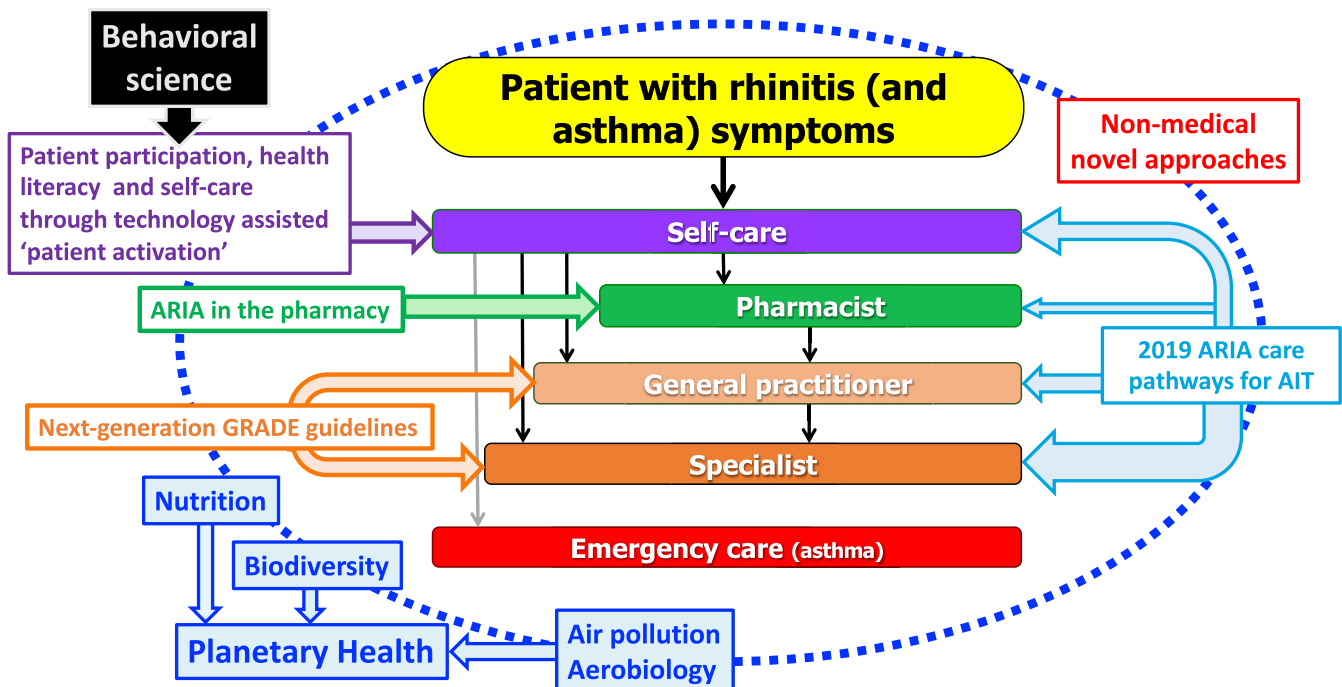 Behavioral
science
Patient with rhinitis (and
asthma) symptoms
Non-medical
novel approaches
Patient participation, health
literacy and self-care
through technology assisted
‘patient activation’
Self-care
ARIA in the pharmacy
Pharmacist
2019 ARIA care
pathways for AIT
General practitioner
Next-generation GRADE guidelines
Specialist
Nutrition
Emergency care (asthma)
Biodiversity
Planetary Health
Air pollution
Aerobiology